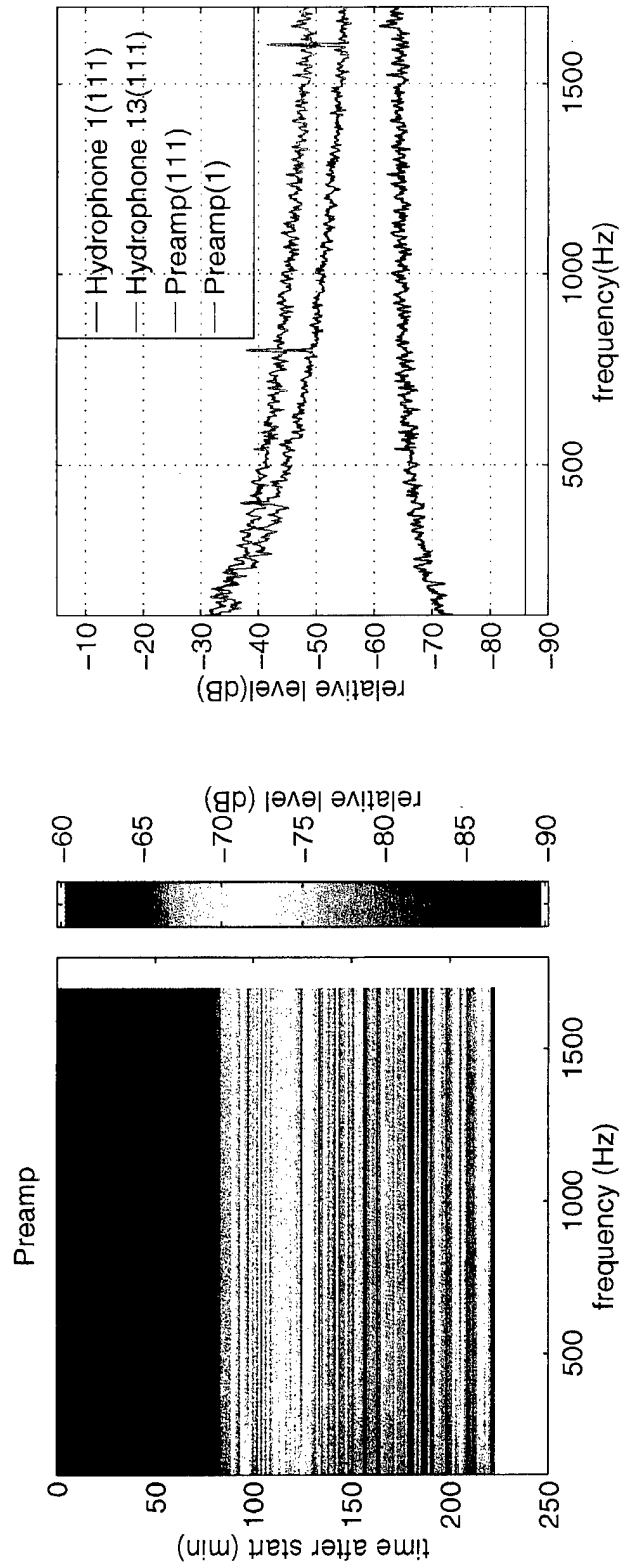 Preamp
0
50
100
150
200
250
time after start (min)
500
1000
1500
frequency (Hz)
-60
-65
-70
-75
-80
-85
-90
relative level
(dB)
-10
-20
-30
-40
-50
-60
-70
-80
-90
relative level(dB)
500
1000
1500
frequency(Hz)
Hydrophone 1(111)
Hydrophone 13(111)
Preamp(111)
Preamp(1)